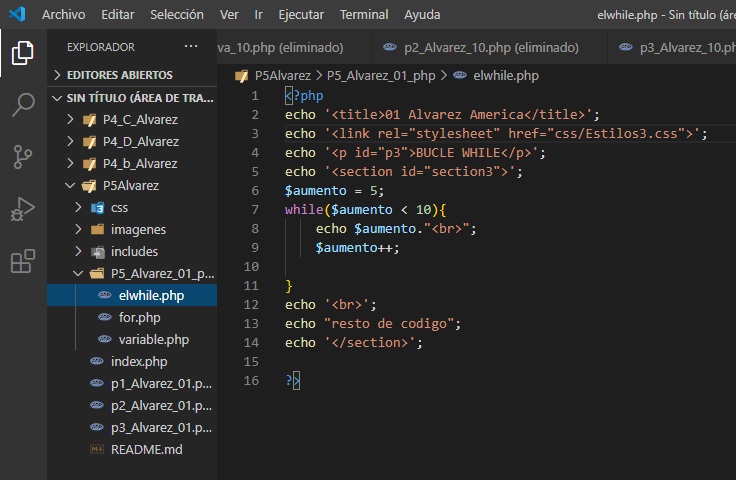 Archivo Editar Selección Ver Ir Ejecutar Terminal Ayuda elwhile.php - Sin título (ár
EXPLORADOR ···
va_10.php (eliminado) p2_Alvarez_10.php (eliminado) p3_Alvarez_10.ph
EDITORES ABIERTOS
SIN TÍTULO (ÁREA DE TRA...
P4_C_Alvarez
P4_D_Alvarez
P4_b_Alvarez
P5Alvarez
css
imagenes
includes
P5_Alvarez_01_p...
elwhile.php
for.php
variable.php
index.php
p1_Alvarez_01.p...
p2_Alvarez_01.p...
p3_Alvarez_01.p...
README.md
P5Alvarez > P5_Alvarez_01_php > elwhile.php
1 <?php
2 echo '<title>01 Alvarez America</title>';
3 echo '<link rel="stylesheet" href="css/Estilos3.css">';
4 echo '<p id="p3">BUCLE WHILE</p>';
5 echo '<section id="section3">';
6 $aumento = 5;
7 while($aumento < 10){
8 echo $aumento."<br>";
9 $aumento++;
10
11 }
12 echo '<br>';
13 echo "resto de codigo";
14 echo '</section>';
15
16 ?>